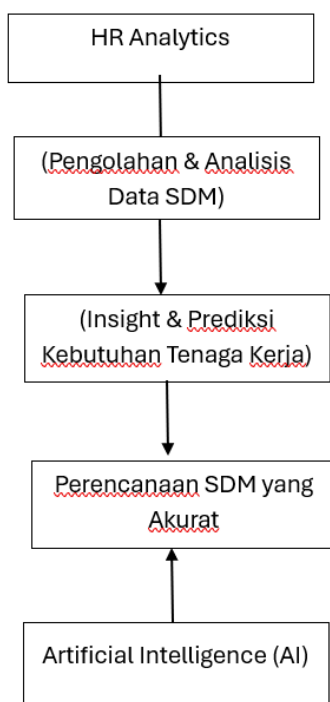 HR Analytics
(Pengolahan & Analisis
Data SDM)
(Insight & Prediksi
Kebutuhan Tenaga Kerja)
Perencanaan SDM yang
Akurat
Artificial Intelligence (AI)